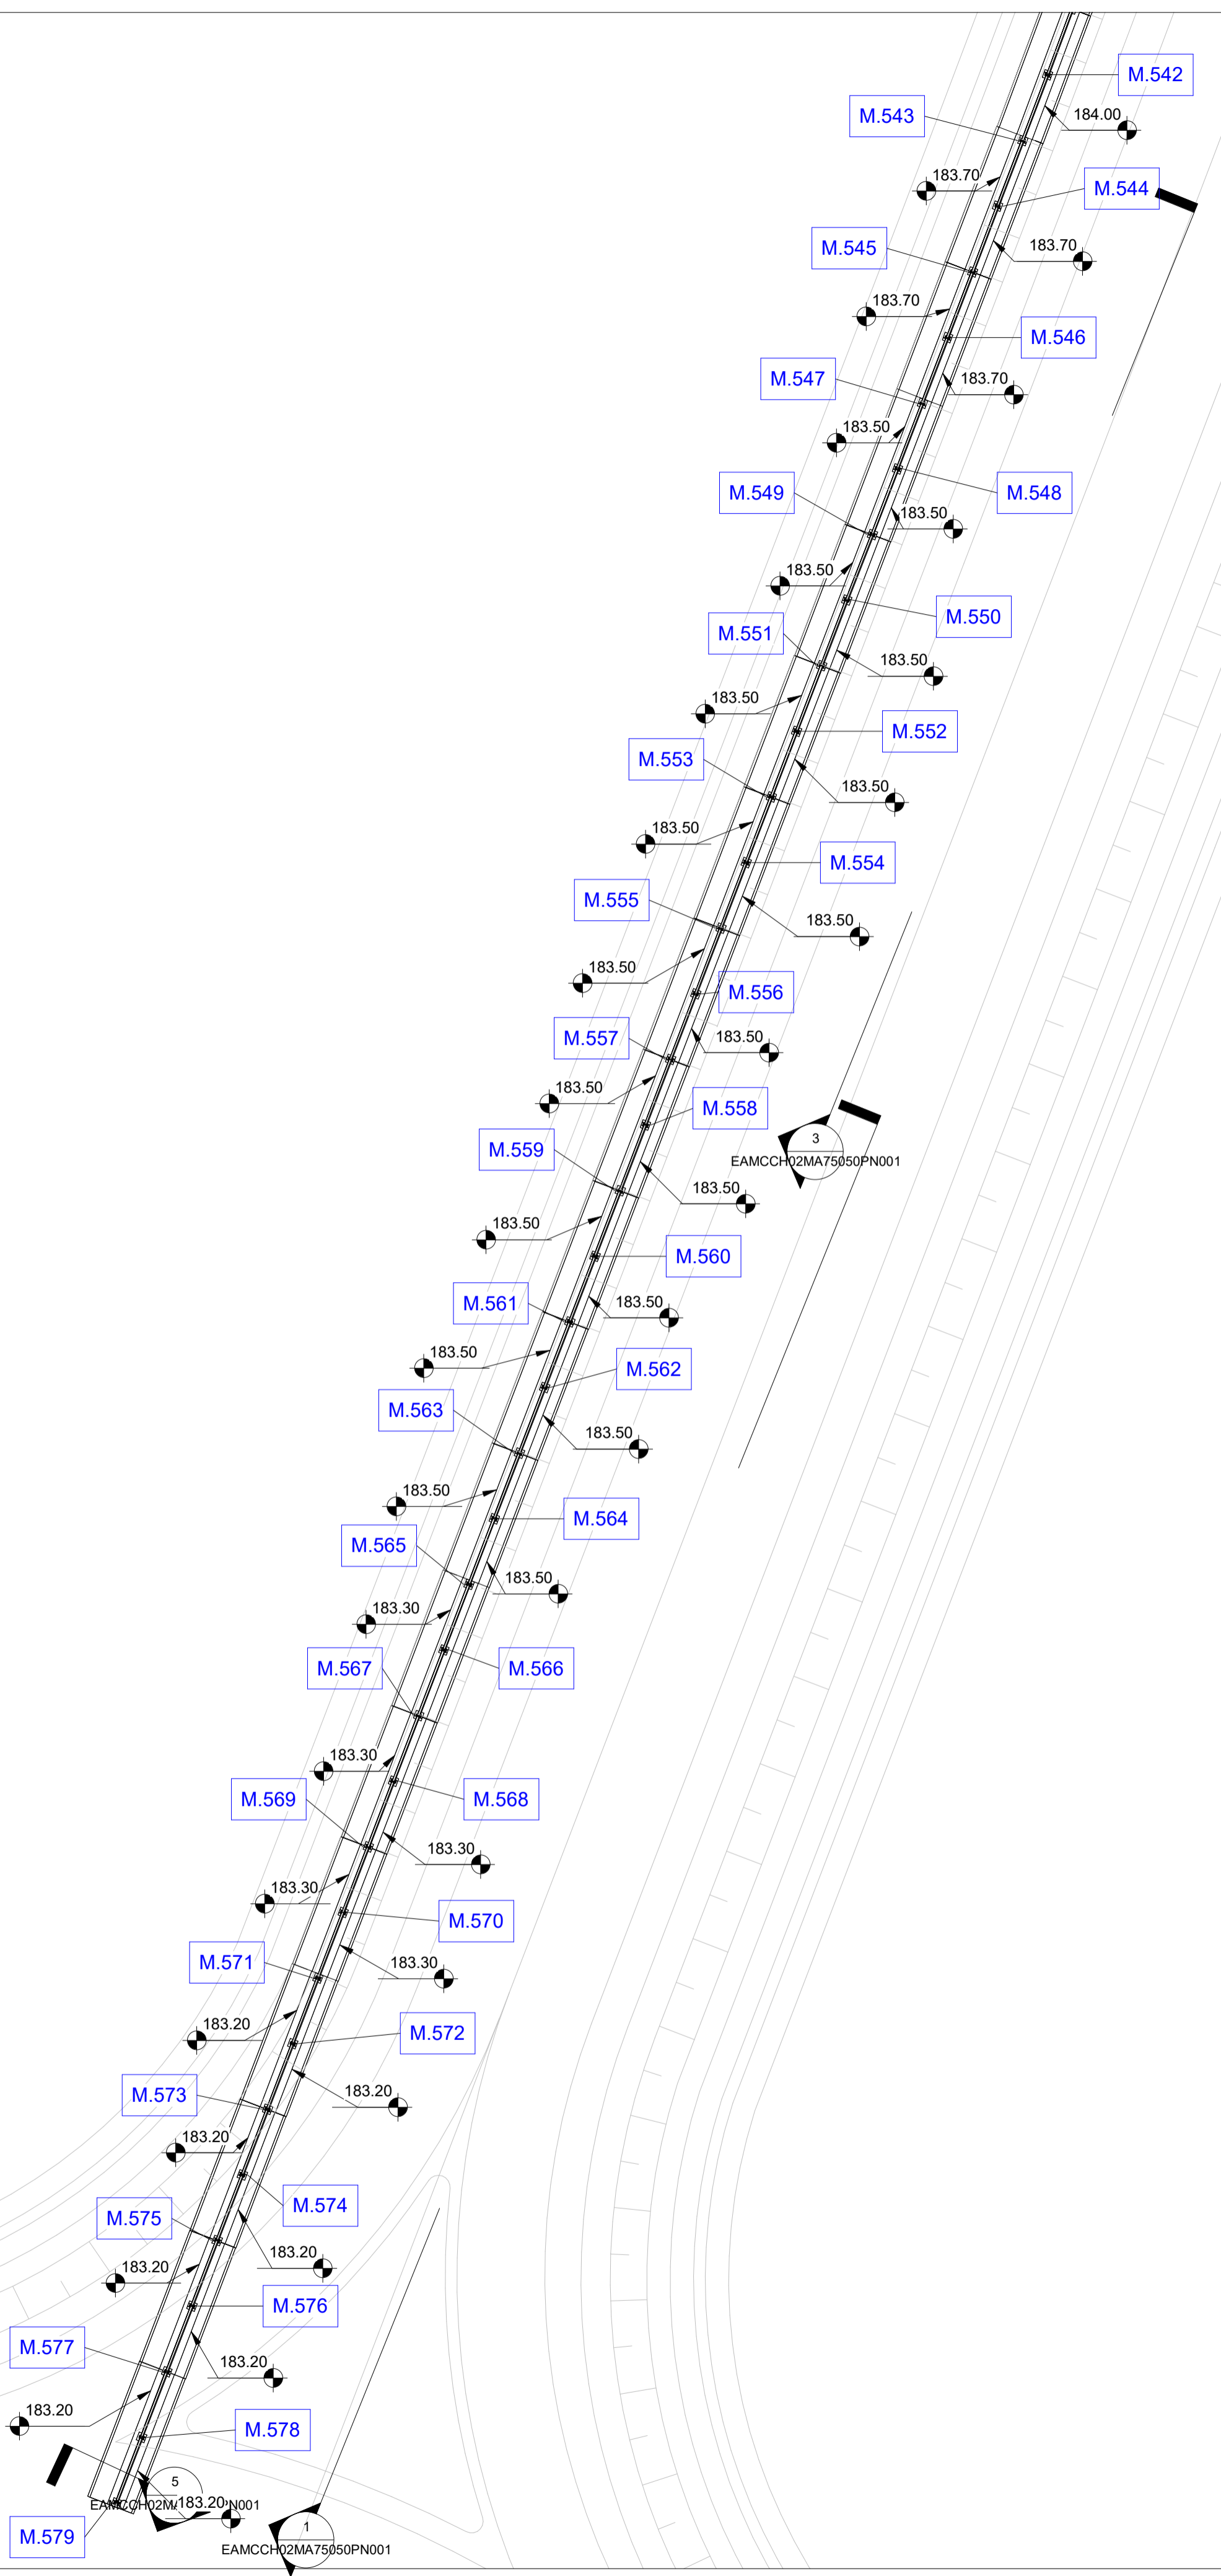 M.542
184.00
M.543
183.70
M.544
183.70
M.545
183.70
M.546
183.70
M.547
183.50
M.548
M.549
183.50
183.50
M.550
M.551
183.50
183.50
M.552
M.553
183.50
183.50
M.554
M.555
183.50
183.50
M.556
M.557
183.50
183.50
M.558
3
EAMCCH02MA75050PN001
M.559
183.50
183.50
M.560
M.561
183.50
183.50
M.562
M.563
183.50
183.50
M.564
M.565
183.50
183.30
M.566
M.567
183.30
M.568
M.569
183.30
183.30
M.570
M.571
183.30
183.20
M.572
M.573
183.20
183.20
M.574
M.575
183.20
183.20
M.576
M.577
183.20
183.20
M.578
5
183.20
M.579
1
EAMCCH02MA75050PN001